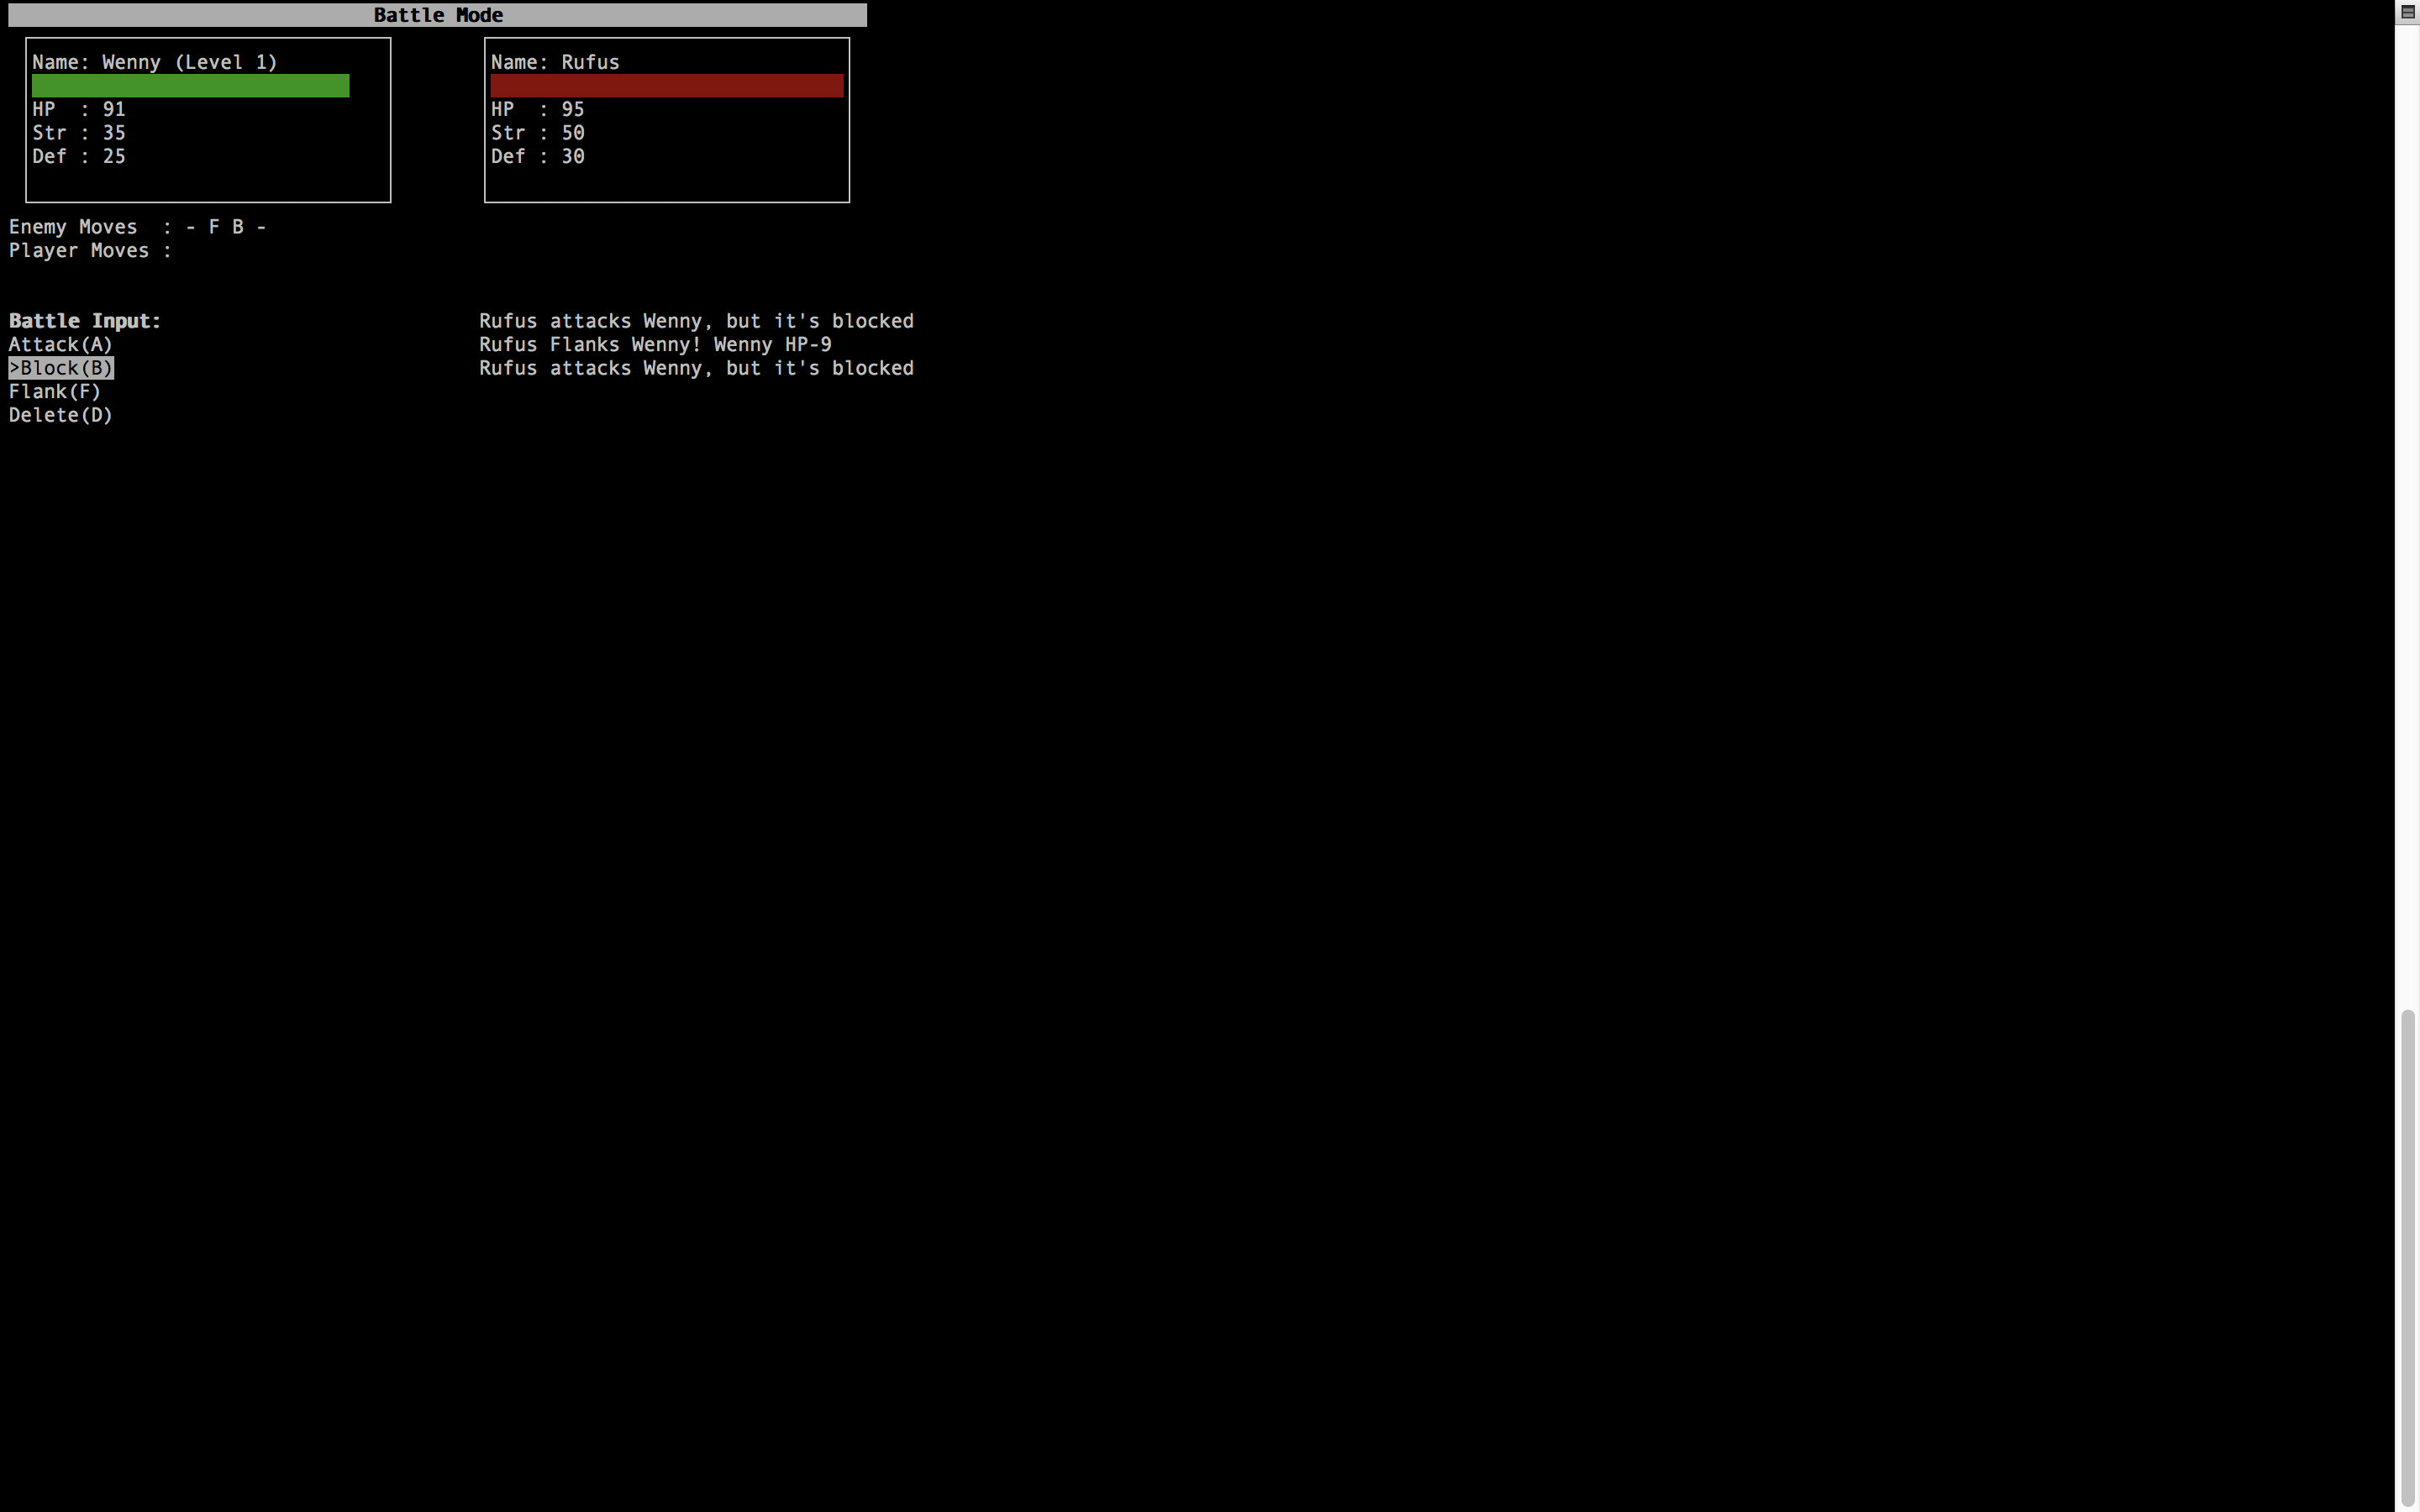 Battle Mode
Name: Wenny (Level 1)
HP  : 91
Str : 35
Def : 25
Name: Rufus
HP  : 95
Str : 50
Def : 30
Enemy Moves  : - F B -
Player Moves :
Battle Input:
Attack(A)
>Block(B)
Flank(F)
Delete(D)
Rufus attacks Wenny, but it's blocked
Rufus Flanks Wenny! Wenny HP-9
Rufus attacks Wenny, but it's blocked